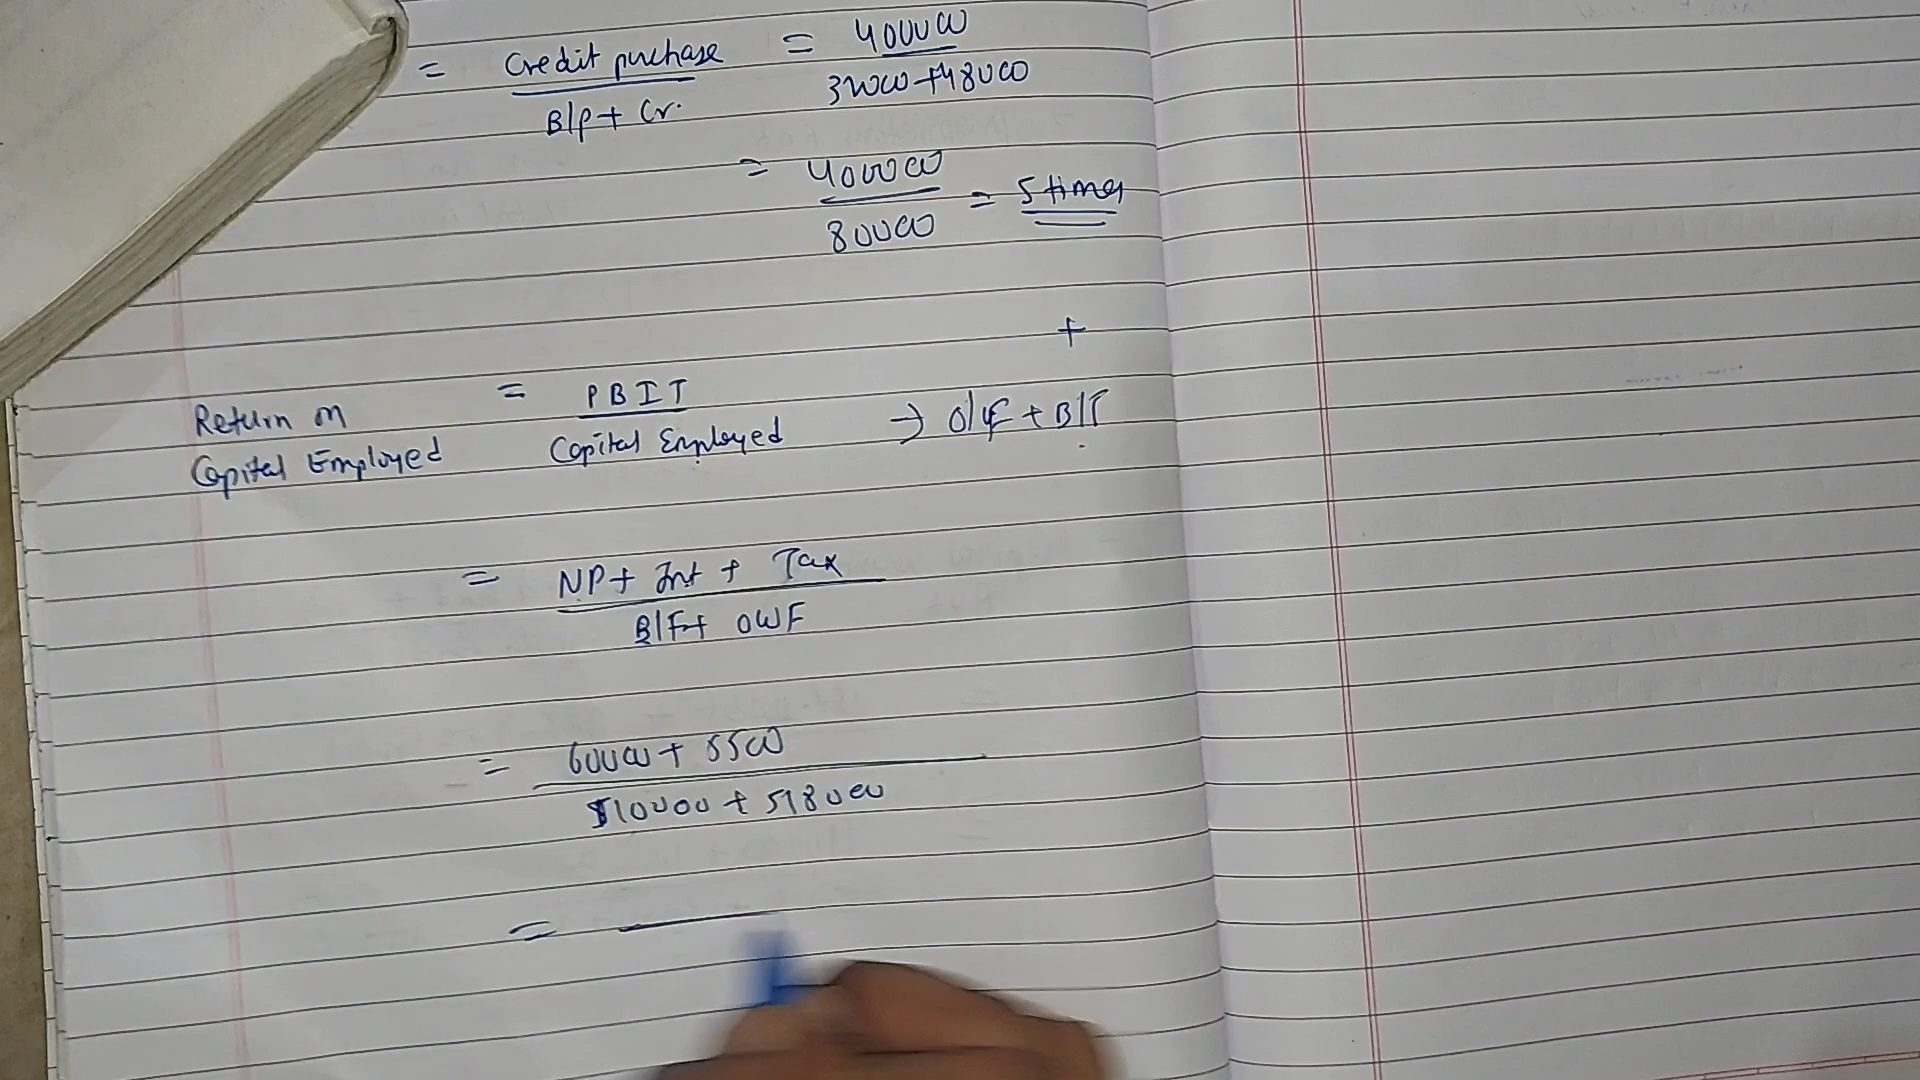 = Credit purchase / B/P + Cr. = 400000 / 32000+48000
= 400000 / 80000 = 5 times
+
Return on Capital Employed = PBIT / Capital Employed → O/F + B/F
= NP + Int + Tax / B/F + OWF
= 60000 + 5500 / 110000 + 518000
=